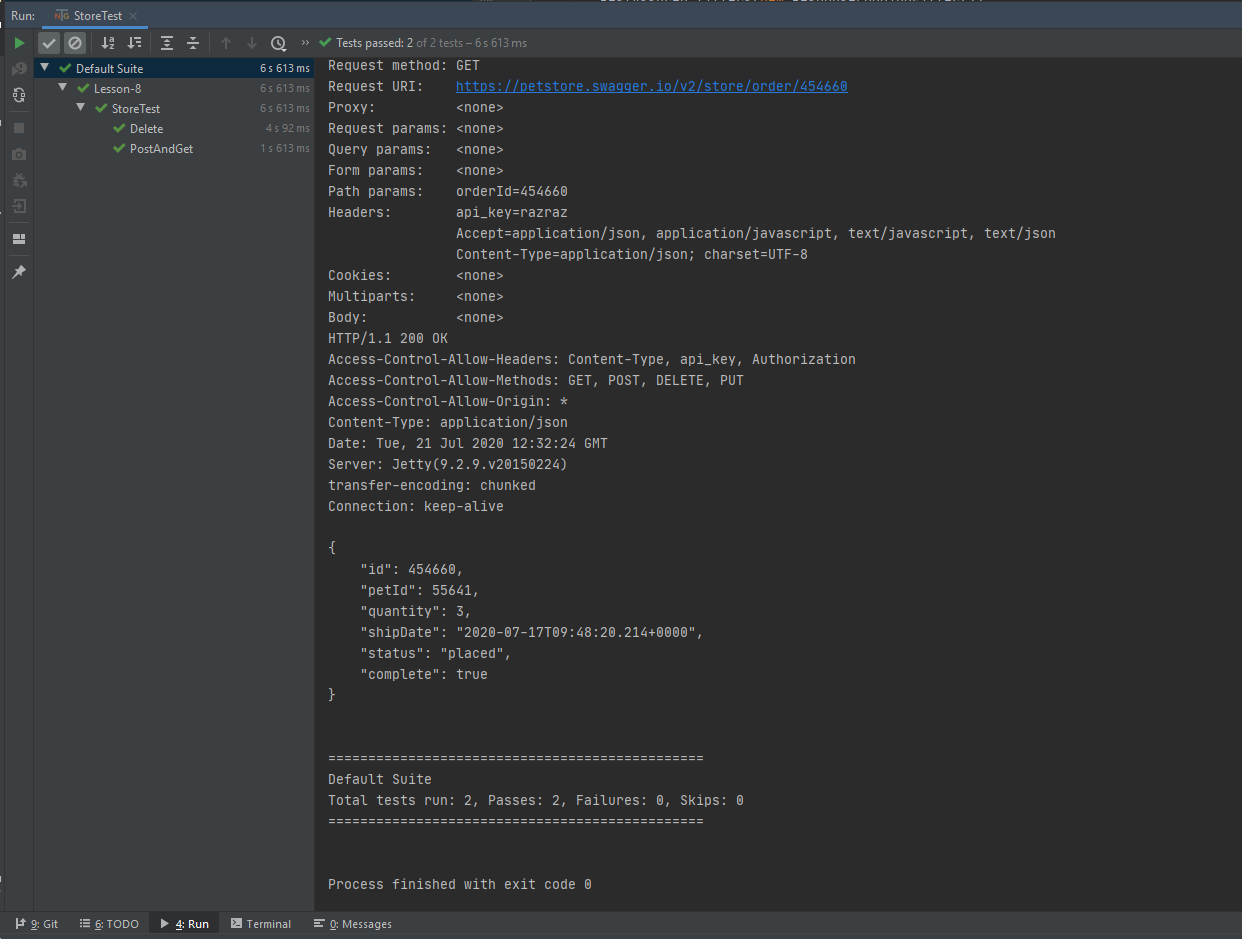 Run: StoreTest
Tests passed: 2 of 2 tests – 6 s 613 ms
Default Suite 6 s 613 ms
Lesson-8 6 s 613 ms
StoreTest 6 s 613 ms
Delete 4 s 92 ms
PostAndGet 1 s 613 ms
Request method: GET
Request URI: https://petstore.swagger.io/v2/store/order/454660
Proxy: <none>
Request params: <none>
Query params: <none>
Form params: <none>
Path params: orderId=454660
Headers: api_key=razraz
Accept=application/json, application/javascript, text/javascript, text/json
Content-Type=application/json; charset=UTF-8
Cookies: <none>
Multiparts: <none>
Body: <none>
HTTP/1.1 200 OK
Access-Control-Allow-Headers: Content-Type, api_key, Authorization
Access-Control-Allow-Methods: GET, POST, DELETE, PUT
Access-Control-Allow-Origin: *
Content-Type: application/json
Date: Tue, 21 Jul 2020 12:32:24 GMT
Server: Jetty(9.2.9.v20150224)
transfer-encoding: chunked
Connection: keep-alive
{
"id": 454660,
"petId": 55641,
"quantity": 3,
"shipDate": "2020-07-17T09:48:20.214+0000",
"status": "placed",
"complete": true
}
===============================================
Default Suite
Total tests run: 2, Passes: 2, Failures: 0, Skips: 0
===============================================
Process finished with exit code 0
9: Git 6: TODO 4: Run Terminal 0: Messages